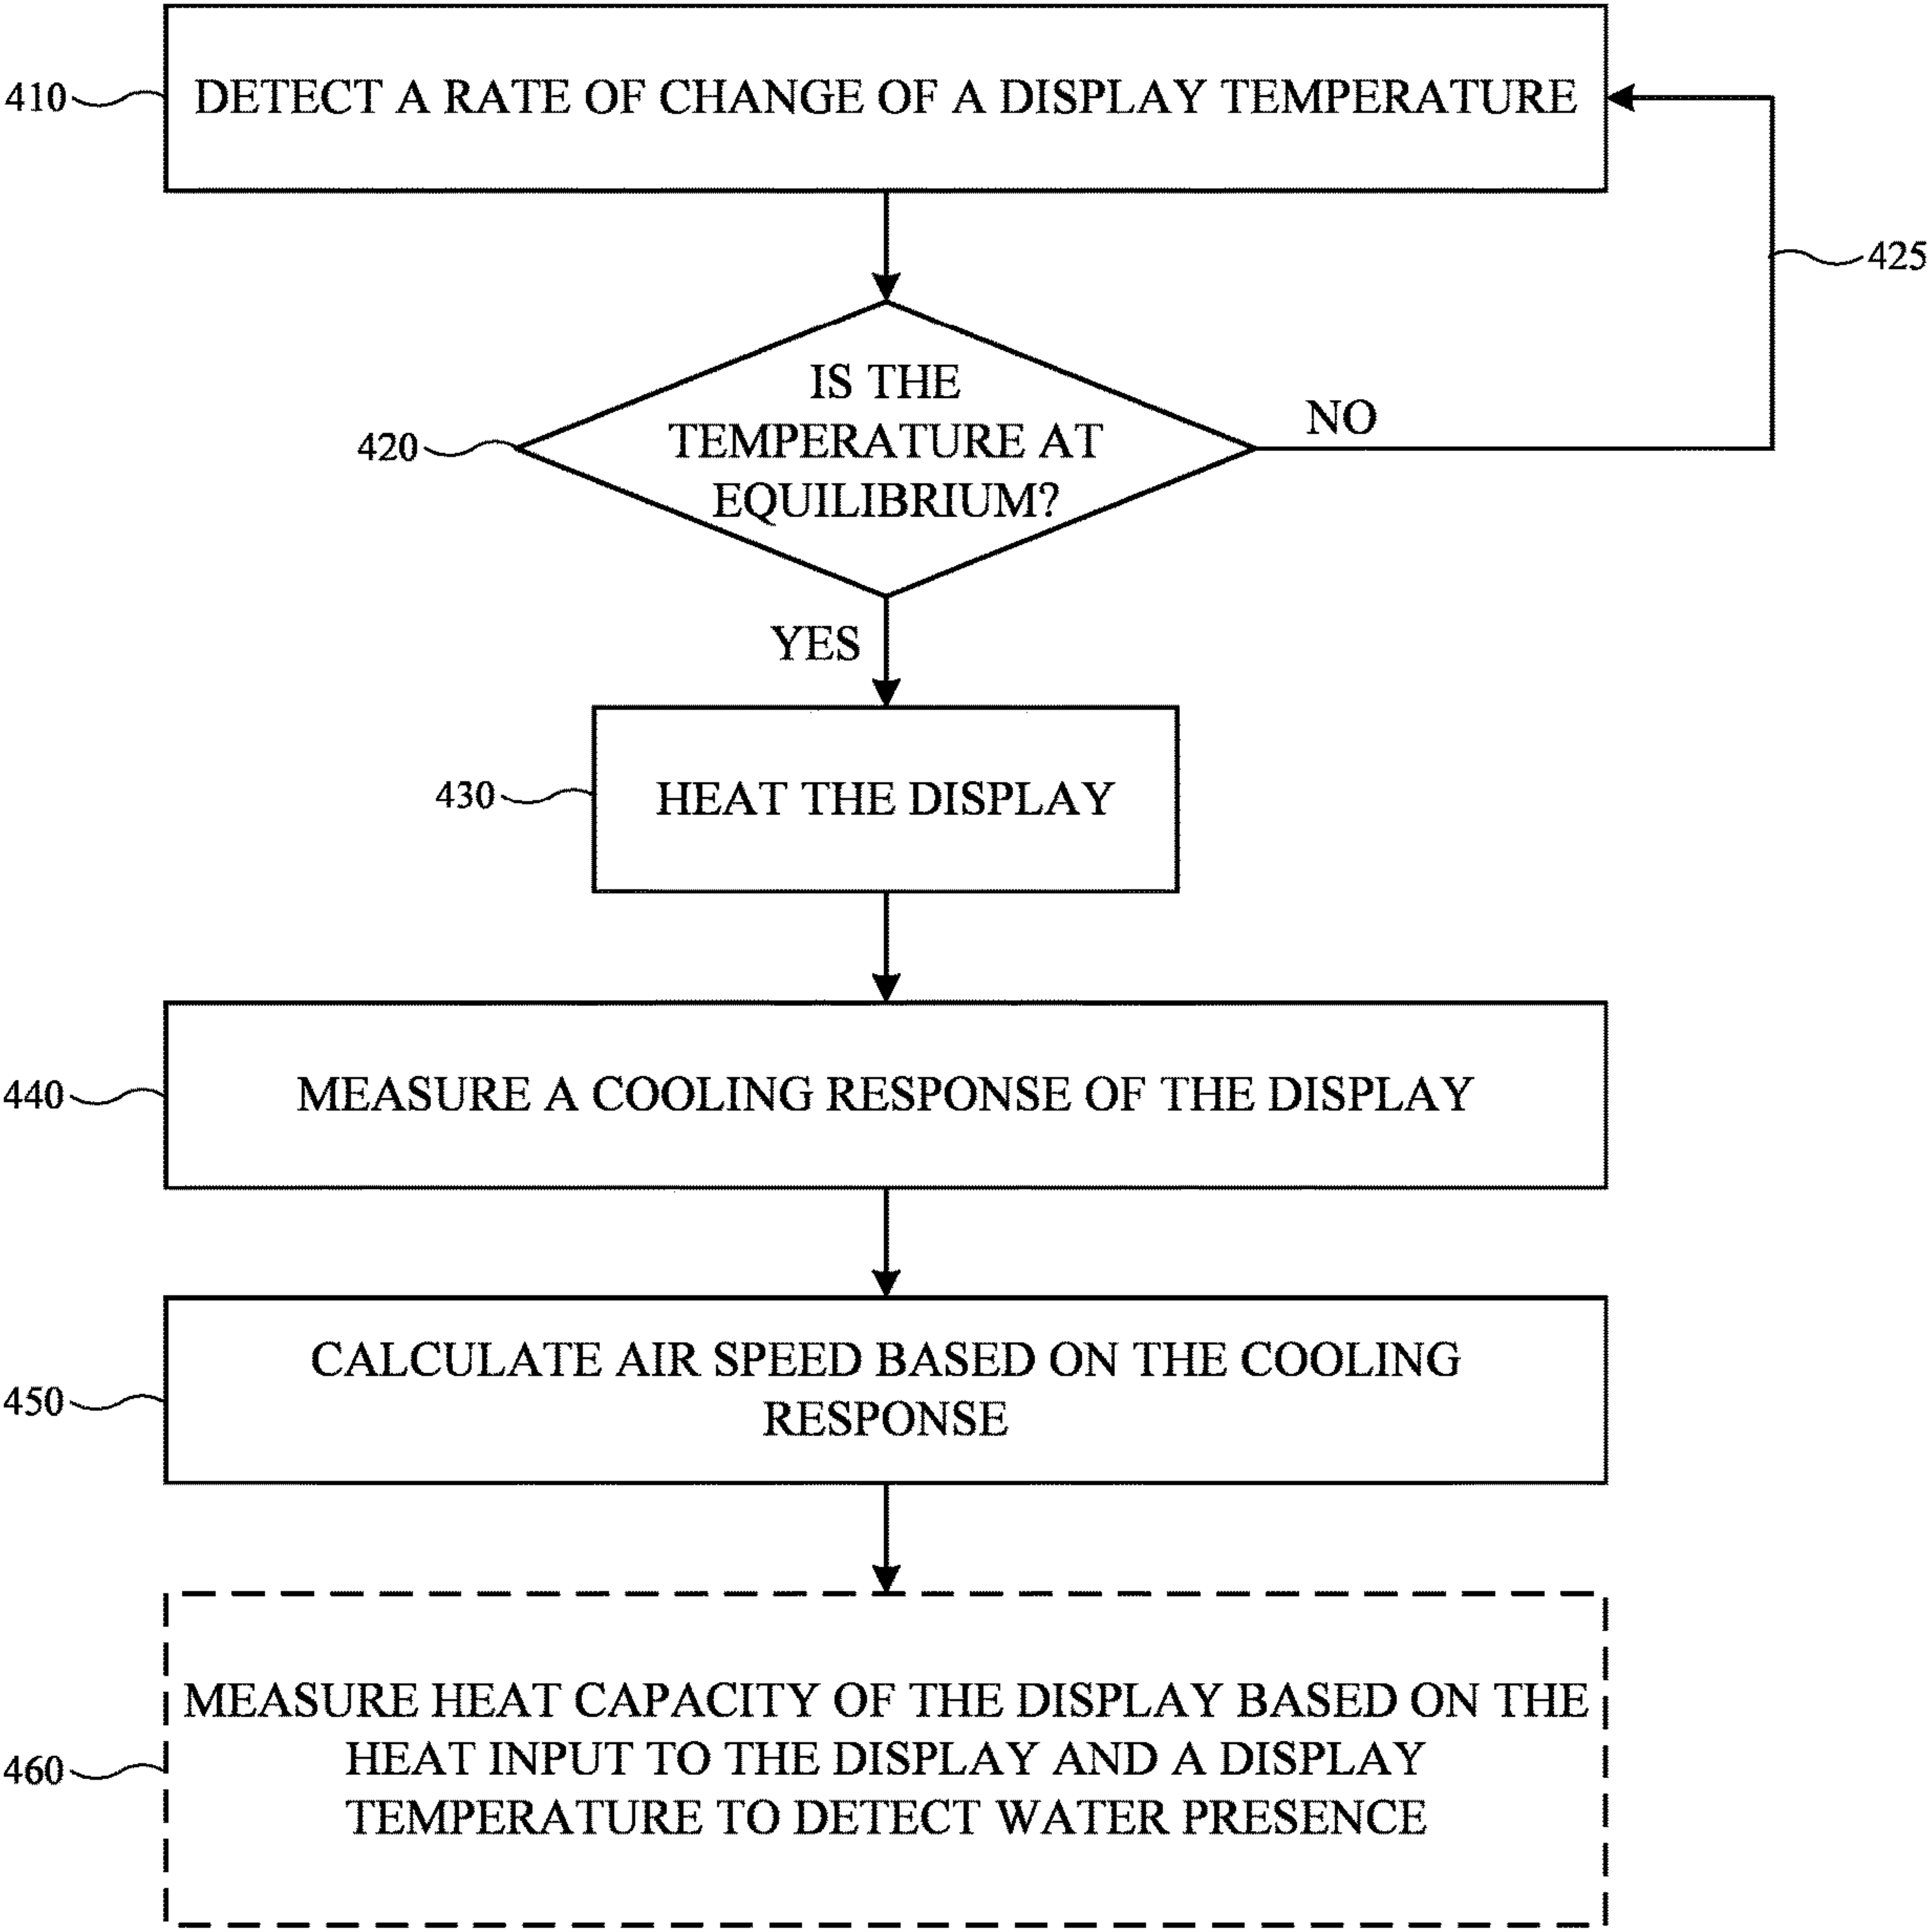 410
DETECT A RATE OF CHANGE OF A DISPLAY TEMPERATURE
425
IS THE
TEMPERATURE AT
EQUILIBRIUM?
420
NO
YES
430
HEAT THE DISPLAY
440
MEASURE A COOLING RESPONSE OF THE DISPLAY
CALCULATE AIR SPEED BASED ON THE COOLING
RESPONSE
450
MEASURE HEAT CAPACITY OF THE DISPLAY BASED ON THE
HEAT INPUT TO THE DISPLAY AND A DISPLAY
TEMPERATURE TO DETECT WATER PRESENCE
460